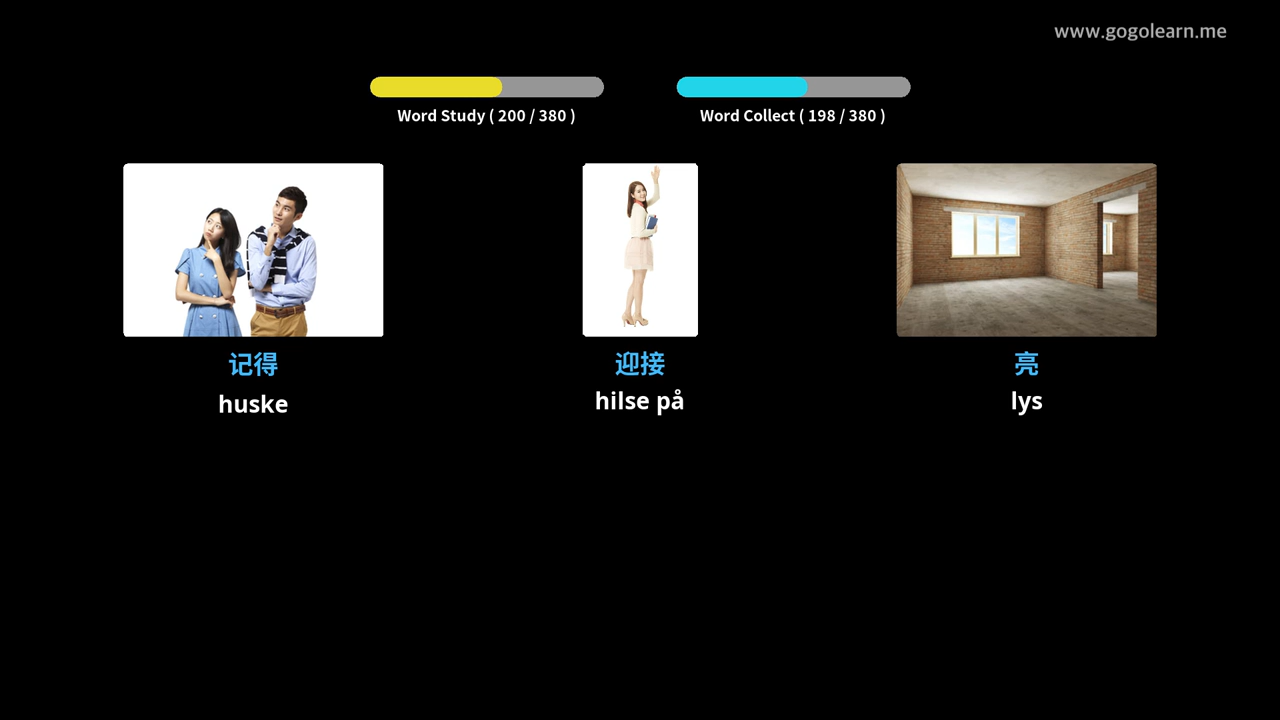 www.gogolearn.me
Word Study ( 200 / 380 )
Word Collect ( 198 / 380 )
记得
huske
迎接
hilse på
亮
lys